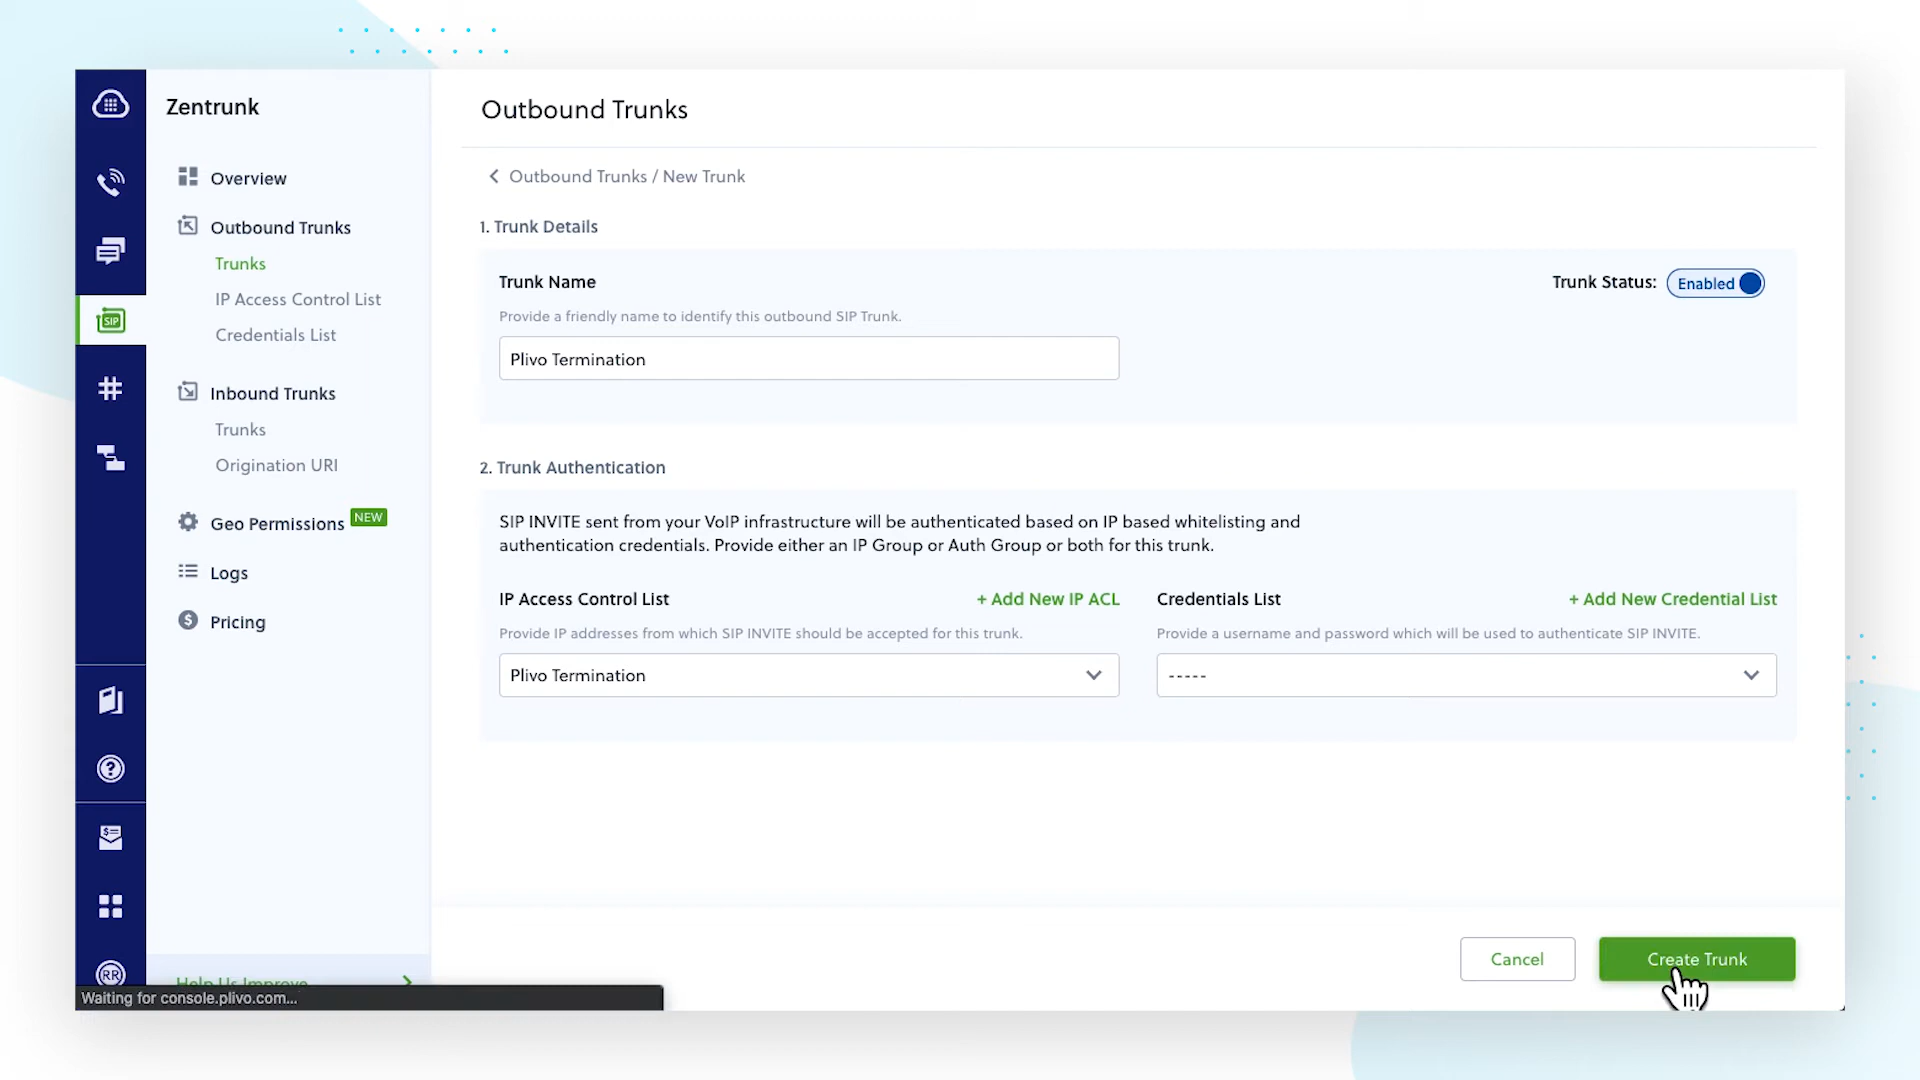 Zentrunk
Overview
Outbound Trunks
Trunks
IP Access Control List
Credentials List
Inbound Trunks
Trunks
Origination URI
Geo Permissions NEW
Logs
Pricing
Help Us Improve
Waiting for console.plivo.com...
SIP
RR
Outbound Trunks
Outbound Trunks / New Trunk
1. Trunk Details
Trunk Name
Trunk Status: Enabled
Provide a friendly name to identify this outbound SIP Trunk.
Plivo Termination
2. Trunk Authentication
SIP INVITE sent from your VoIP infrastructure will be authenticated based on IP based whitelisting and
authentication credentials. Provide either an IP Group or Auth Group or both for this trunk.
IP Access Control List + Add New IP ACL
Provide IP addresses from which SIP INVITE should be accepted for this trunk.
Plivo Termination
Credentials List + Add New Credential List
Provide a username and password which will be used to authenticate SIP INVITE.
-----
Cancel
Create Trunk